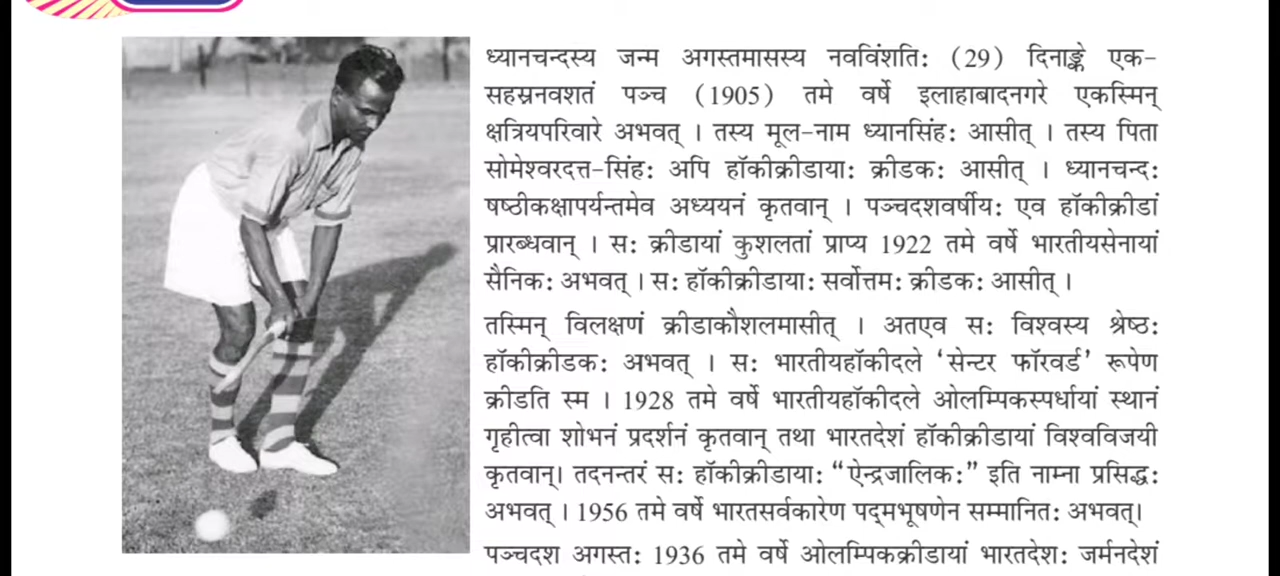 ध्यानचन्दस्य जन्म अगस्तमासस्य नवविंशतिः (29) दिनाङ्के एक-
सहस्रनवशतं पञ्च (1905) तमे वर्षे इलाहाबादनगरे एकस्मिन्
क्षत्रियपरिवारे अभवत् । तस्य मूल-नाम ध्यानसिंहः आसीत् । तस्य पिता
सोमेश्वरदत्त-सिंहः अपि हॉकीक्रीडायाः क्रीडकः आसीत् । ध्यानचन्दः
षष्ठीकक्षापर्यन्तमेव अध्ययनं कृतवान् । पञ्चदशवर्षीयः एव हॉकीक्रीडां
प्रारब्धवान् । सः क्रीडायां कुशलतां प्राप्य 1922 तमे वर्षे भारतीयसेनायां
सैनिकः अभवत् । सः हॉकीक्रीडायाः सर्वोत्तमः क्रीडकः आसीत् ।
तस्मिन् विलक्षणं क्रीडाकौशलमासीत् । अतएव सः विश्वस्य श्रेष्ठः
हॉकीक्रीडकः अभवत् । सः भारतीयहॉकीदले ‘सेन्टर फॉरवर्ड’ रूपेण
क्रीडति स्म । 1928 तमे वर्षे भारतीयहॉकीदले ओलम्पिकस्पर्धायां स्थानं
गृहीत्वा शोभनं प्रदर्शनं कृतवान् तथा भारतदेशं हॉकीक्रीडायां विश्वविजयी
कृतवान्। तदनन्तरं सः हॉकीक्रीडायाः “ऐन्द्रजालिकः” इति नाम्ना प्रसिद्धः
अभवत् । 1956 तमे वर्षे भारतसर्वकारेण पद्मभूषणेन सम्मानितः अभवत्।
पञ्चदश अगस्तः 1936 तमे वर्षे ओलम्पिकक्रीडायां भारतदेशः जर्मनदेशं